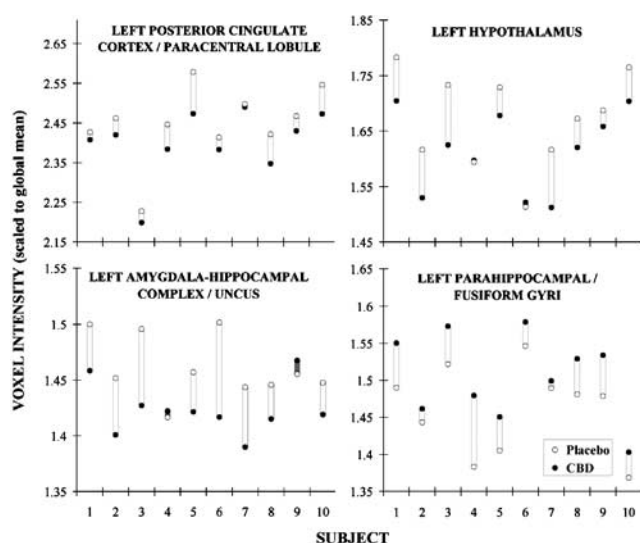 LEFT POSTERIOR CINGULATE
CORTEX / PARACENTRAL LOBULE
2.65
2.55
2.45
2.35
2.25
2.15
LEFT HYPOTHALAMUS
1.85
1.75
1.65
1.55
1.45
VOXEL INTENSITY (scaled to global mean)
LEFT AMYGDALA-HIPPOCAMPAL
COMPLEX / UNCUS
1.55
1.5
1.45
1.4
1.35
1 2 3 4 5 6 7 8 9 10
LEFT PARAHIPPOCAMPAL /
FUSIFORM GYRI
1.65
1.6
1.55
1.5
1.45
1.4
1.35
Placebo
CBD
1 2 3 4 5 6 7 8 9 10
SUBJECT